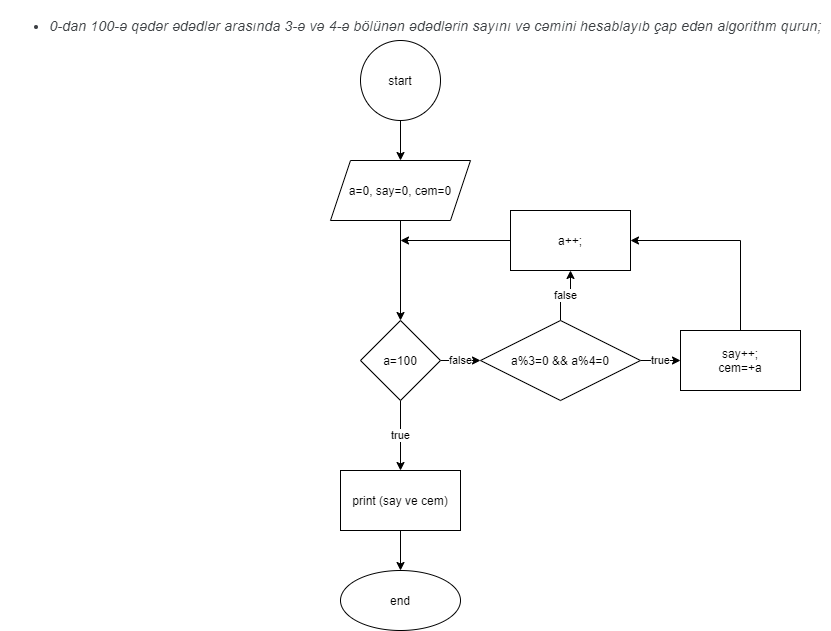 0-dan 100-ə qədər ədədlər arasında 3-ə və 4-ə bölünən ədədlərin sayını və cəmini hesablayıb çap edən algorithm qurun;
start
a=0, say=0, cəm=0
a++;
false
a=100
false
a%3=0 && a%4=0
true
say++;
cem=+a
true
print (say ve cem)
end